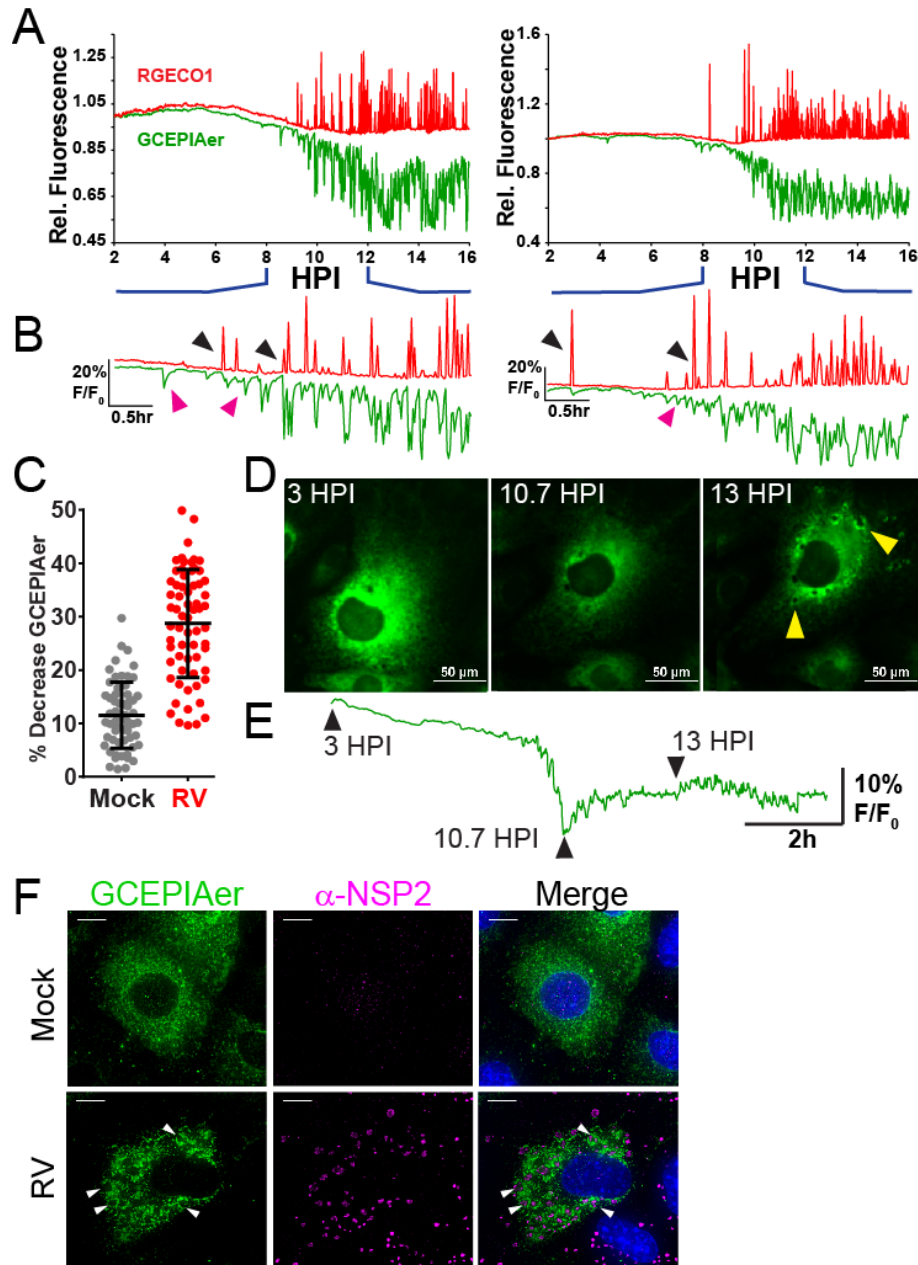 A
Rel. Fluorescence
1.25
1.05
0.85
0.65
0.45
RGECO1
GCEPIAer
2 4 6 8 10 12 14 16
HPI
Rel. Fluorescence
1.6
1.2
0.8
0.4
2 4 6 8 10 12 14 16
HPI
B
20%
F/F0
0.5hr
20%
F/F0
0.5hr
C
% Decrease GCEPIAer
50
40
30
20
10
0
Mock RV
D
3 HPI
50 µm
10.7 HPI
50 µm
13 HPI
50 µm
E
3 HPI
10.7 HPI
13 HPI
10%
F/F0
2h
F
GCEPIAer α-NSP2 Merge
Mock
RV